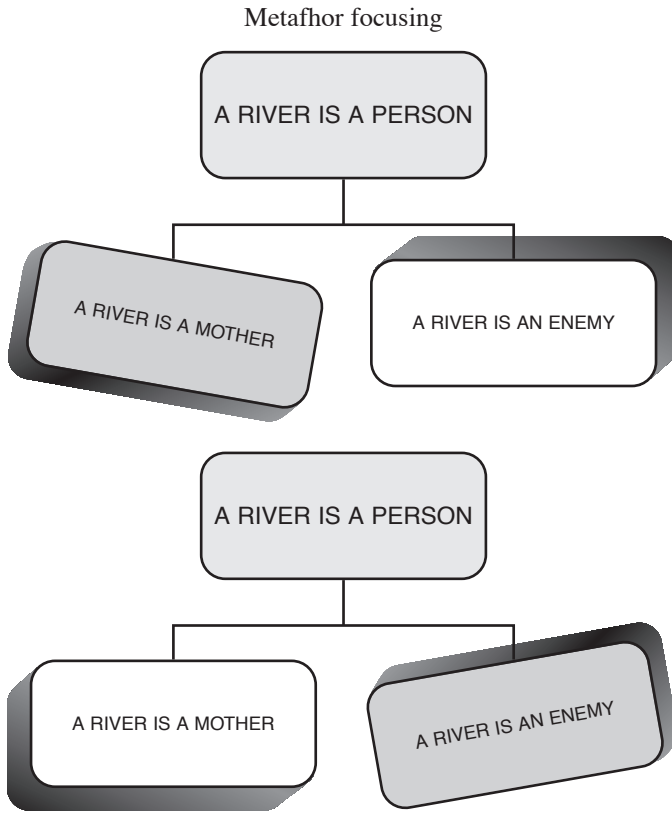 Metafhor focusing
A RIVER IS A PERSON
A RIVER IS A MOTHER
A RIVER IS AN ENEMY
A RIVER IS A PERSON
A RIVER IS A MOTHER
A RIVER IS AN ENEMY